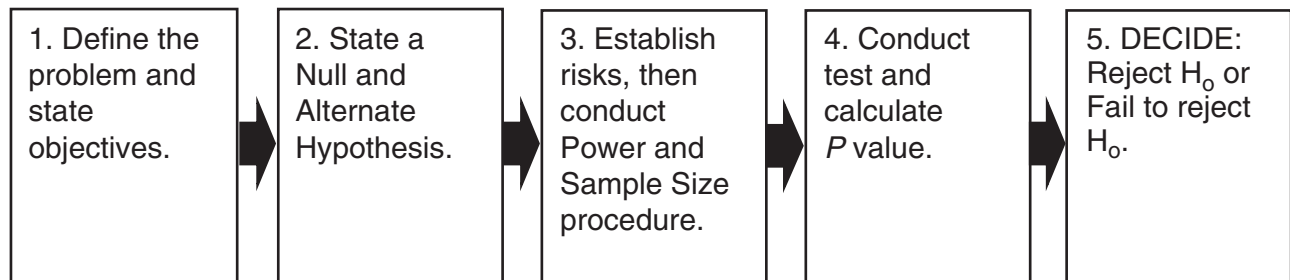 1. Define the
problem and
state
objectives.
2. State a
Null and
Alternate
Hypothesis.
3. Establish
risks, then
conduct
Power and
Sample Size
procedure.
4. Conduct
test and
calculate
P value.
5. DECIDE:
Reject Ho or
Fail to reject
Ho.